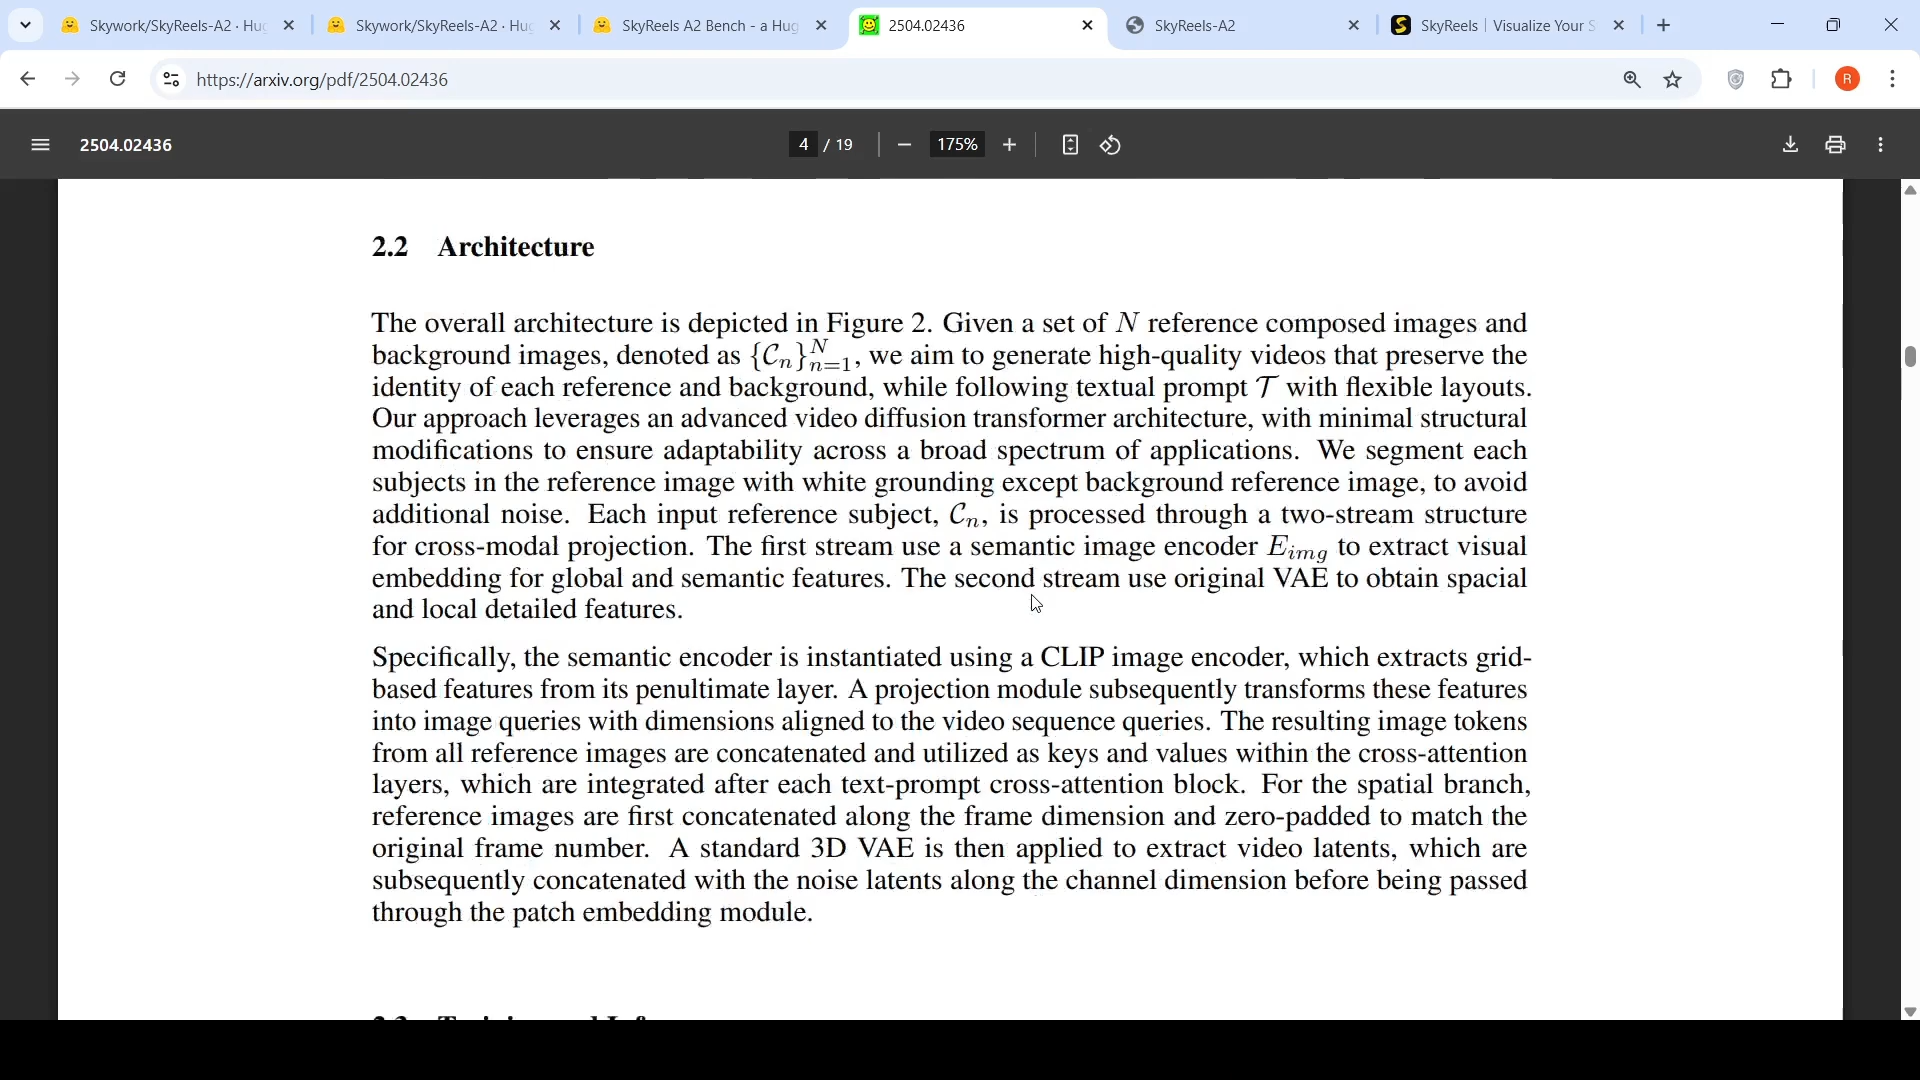 Skywork/SkyReels-A2 · Hug
Skywork/SkyReels-A2 · Hug
SkyReels A2 Bench - a Hug
2504.02436
SkyReels-A2
SkyReels | Visualize Your S
https://arxiv.org/pdf/2504.02436
R
2504.02436
4 / 19
175%
2.2 Architecture
The overall architecture is depicted in Figure 2. Given a set of N reference composed images and
background images, denoted as {𝒞ₙ}ᴺₙ₌₁, we aim to generate high-quality videos that preserve the
identity of each reference and background, while following textual prompt 𝒯 with flexible layouts.
Our approach leverages an advanced video diffusion transformer architecture, with minimal structural
modifications to ensure adaptability across a broad spectrum of applications. We segment each
subjects in the reference image with white grounding except background reference image, to avoid
additional noise. Each input reference subject, 𝒞ₙ, is processed through a two-stream structure
for cross-modal projection. The first stream use a semantic image encoder E_img to extract visual
embedding for global and semantic features. The second stream use original VAE to obtain spacial
and local detailed features.
Specifically, the semantic encoder is instantiated using a CLIP image encoder, which extracts grid-
based features from its penultimate layer. A projection module subsequently transforms these features
into image queries with dimensions aligned to the video sequence queries. The resulting image tokens
from all reference images are concatenated and utilized as keys and values within the cross-attention
layers, which are integrated after each text-prompt cross-attention block. For the spatial branch,
reference images are first concatenated along the frame dimension and zero-padded to match the
original frame number. A standard 3D VAE is then applied to extract video latents, which are
subsequently concatenated with the noise latents along the channel dimension before being passed
through the patch embedding module.